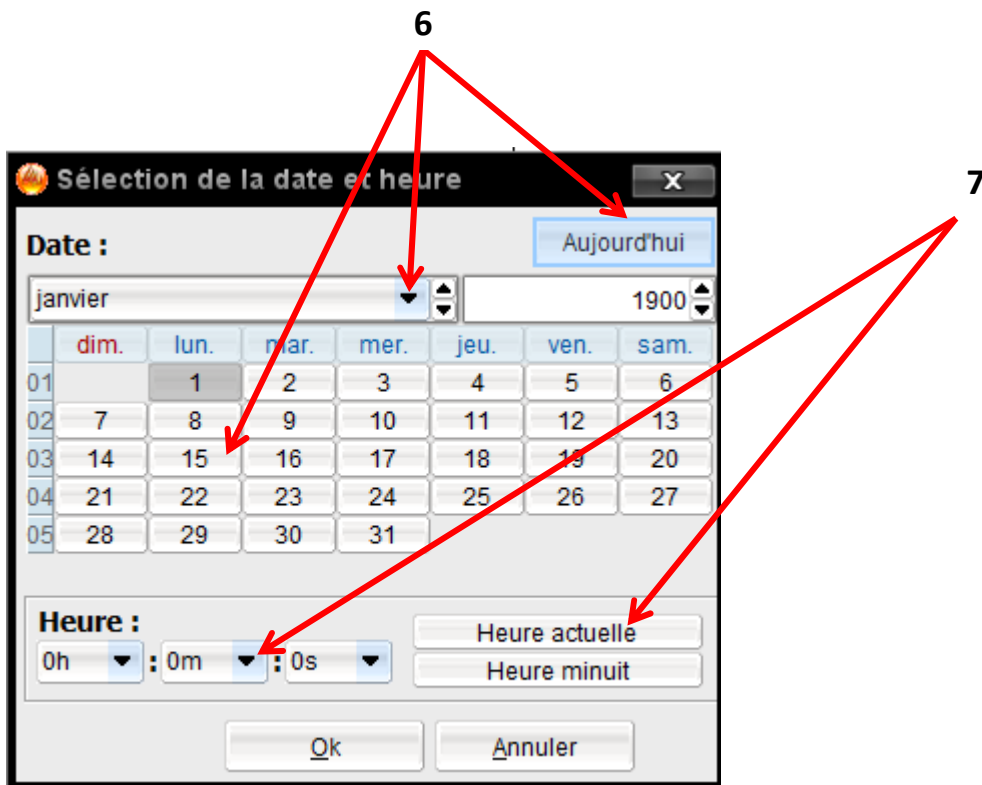 6
Sélection de la date et heure
x
7
Date :
Aujourd'hui
janvier
1900
dim. lun. mar. mer. jeu. ven. sam.
01 1 2 3 4 5 6
02 7 8 9 10 11 12 13
03 14 15 16 17 18 19 20
04 21 22 23 24 25 26 27
05 28 29 30 31
Heure :
Heure actuelle
0h : 0m : 0s
Heure minuit
Ok Annuler